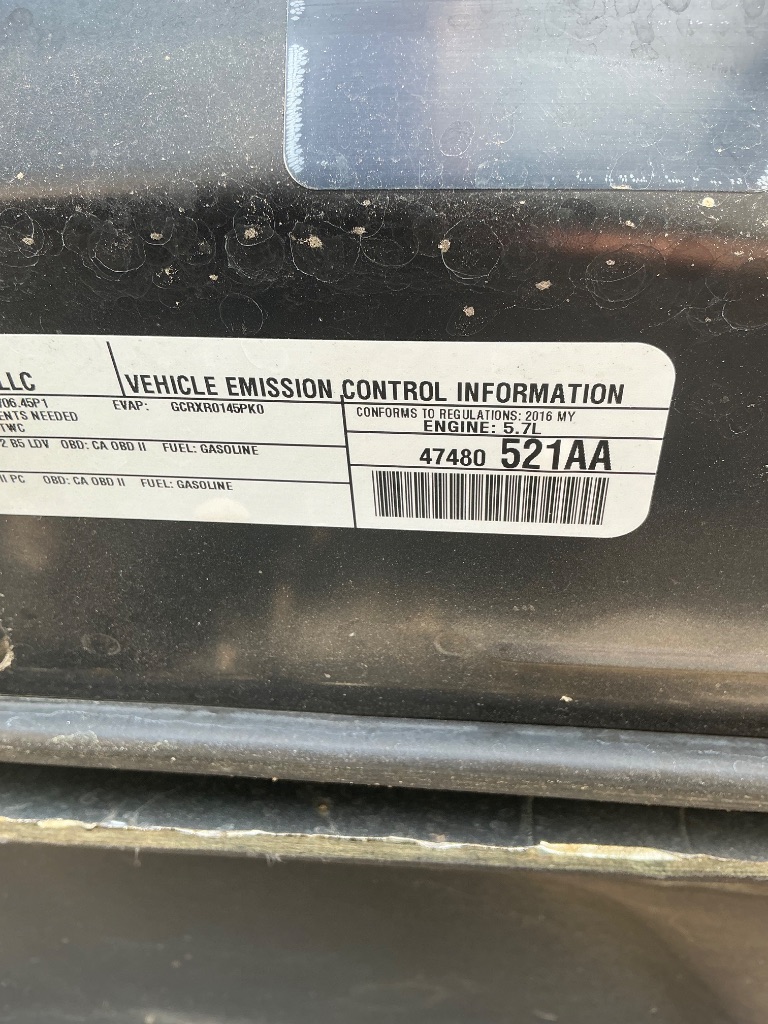 LLC
VEHICLE EMISSION CONTROL INFORMATION
/06.45P1
EVAP: GCRXR0145PK0
CONFORMS TO REGULATIONS: 2016 MY
ENTS NEEDED
ENGINE: 5.7L
TWC
2 B5 LDV OBD: CA OBD II FUEL: GASOLINE
47480 521AA
II PC OBD: CA OBD II FUEL: GASOLINE